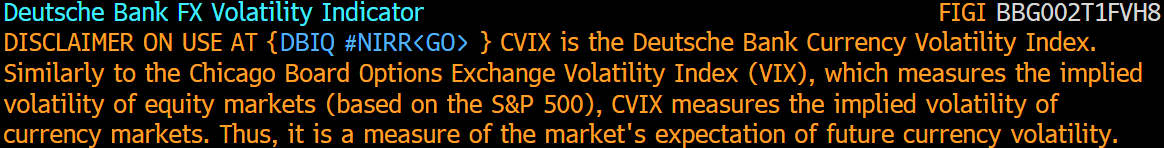 Deutsche Bank FX Volatility Indicator FIGI BBG002T1FVH8
DISCLAIMER ON USE AT {DBIQ #NIRR<GO> } CVIX is the Deutsche Bank Currency Volatility Index.
Similarly to the Chicago Board Options Exchange Volatility Index (VIX), which measures the implied
volatility of equity markets (based on the S&P 500), CVIX measures the implied volatility of
currency markets. Thus, it is a measure of the market's expectation of future currency volatility.